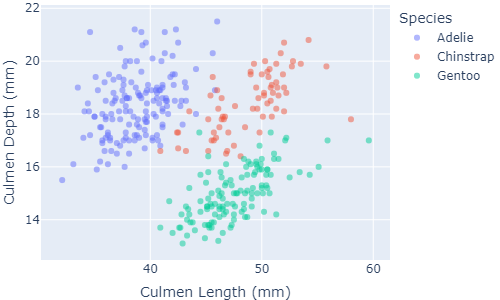 22
20
18
16
14
Culmen Depth (mm)
40
50
60
Culmen Length (mm)
Species
Adelie
Chinstrap
Gentoo